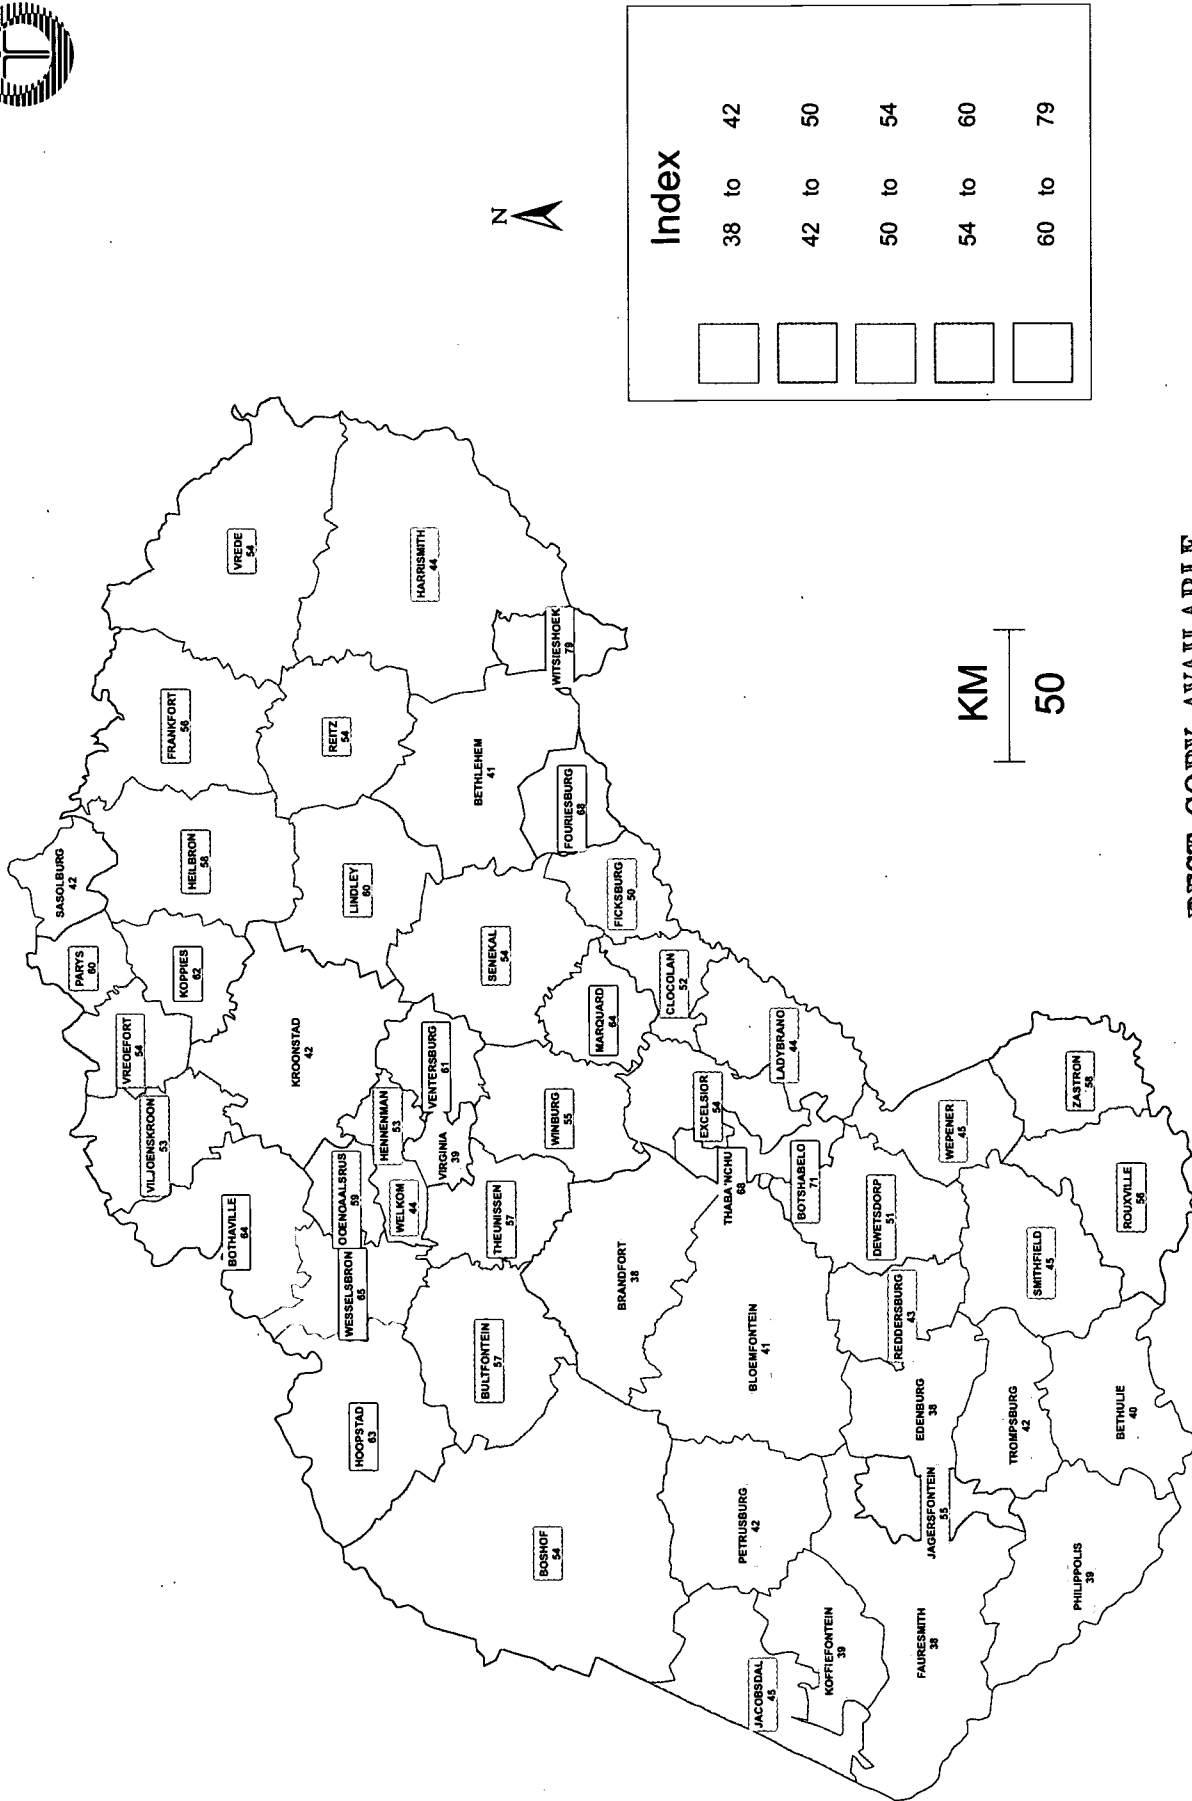 N
Index
38 to 42
42 to 50
50 to 54
54 to 60
60 to 79
KM
50
SASOLBURG
42
PARYS
60
VREDEFORT
54
VILJOENSKROON
53
KOPPIES
62
HEILBRON
58
FRANKFORT
56
VREDE
54
BOTHAVILLE
64
KROONSTAD
42
LINDLEY
60
REITZ
54
HARRISMITH
44
HOOPSTAD
63
WESSELSBRON
65
ODENDAALSRUS
59
HENNENMAN
53
WELKOM
44
VIRGINIA
39
VENTERSBURG
61
SENEKAL
54
BETHLEHEM
41
WITSIESHOEK
79
FOURIESBURG
68
FICKSBURG
50
BULTFONTEIN
57
THEUNISSEN
57
WINBURG
55
MARQUARD
64
CLOCOLAN
52
BOSHOF
54
BRANDFORT
38
EXCELSIOR
54
LADYBRAND
44
THABA'NCHU
68
BOTSHABELO
71
BLOEMFONTEIN
41
PETRUSBURG
42
JACOBSDAL
45
KOFFIEFONTEIN
39
FAURESMITH
38
JAGERSFONTEIN
55
EDENBURG
38
REDDERSBURG
43
DEWETSDORP
51
WEPENER
45
SMITHFIELD
45
ZASTRON
58
ROUXVILLE
56
TROMPSBURG
42
BETHULIE
40
PHILIPPOLIS
39
BEST COPY AVAILABLE